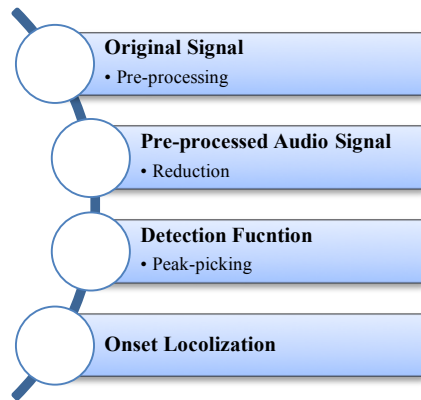 Original Signal
• Pre-processing
Pre-processed Audio Signal
• Reduction
Detection Fucntion
• Peak-picking
Onset Locolization